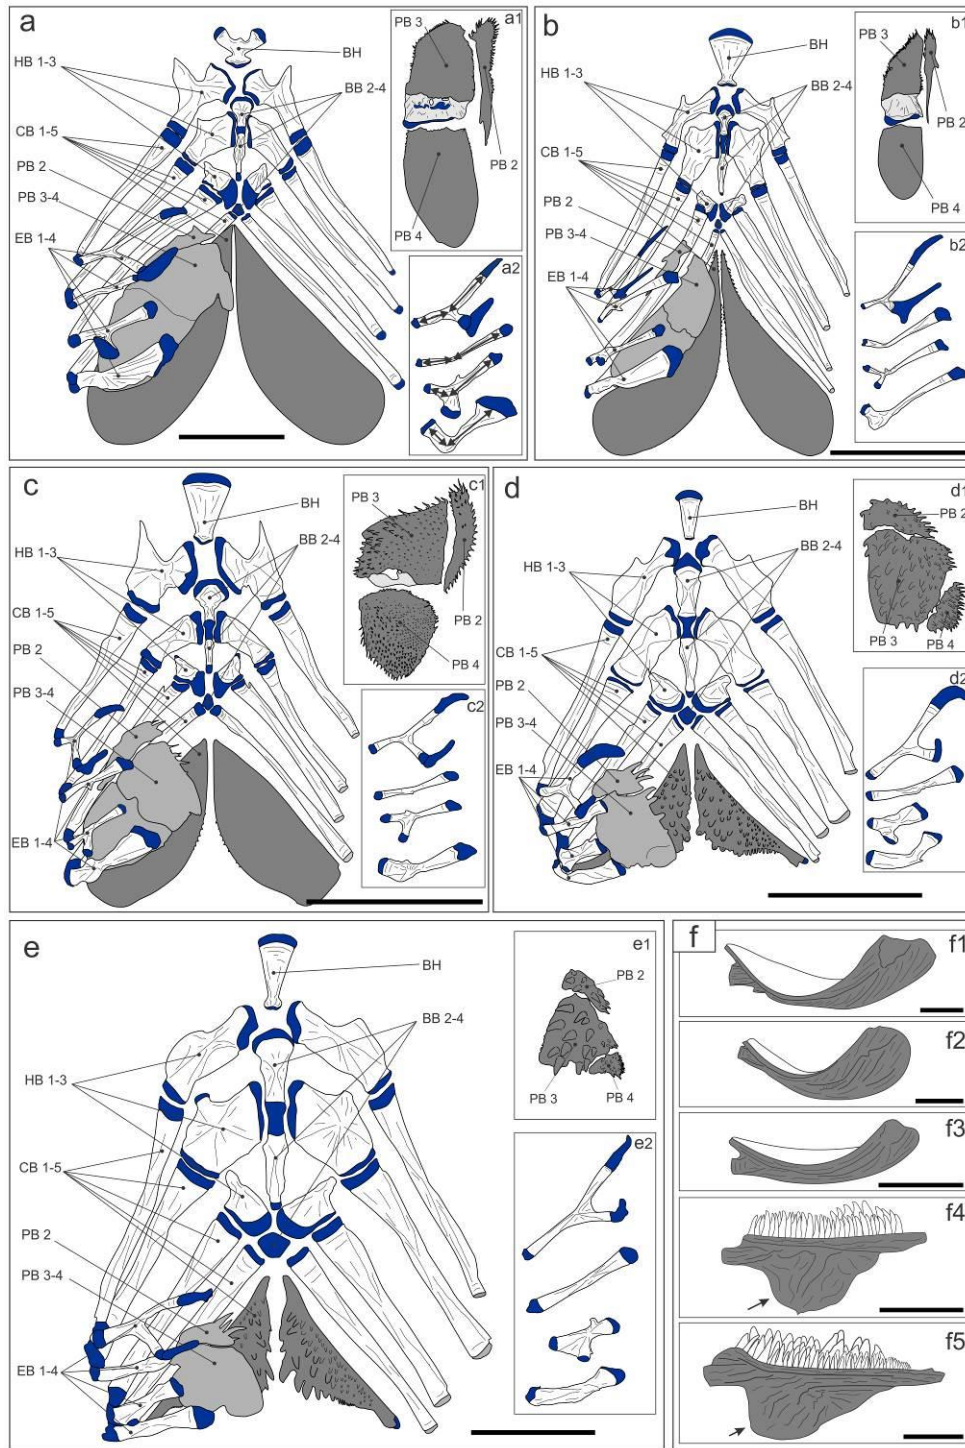 a
BH
HB 1-3
BB 2-4
CB 1-5
PB 2
PB 3-4
EB 1-4
a1
PB 3
PB 2
PB 4
a2
b
BH
HB 1-3
BB 2-4
CB 1-5
PB 2
PB 3-4
EB 1-4
b1
PB 3
PB 2
PB 4
b2
c
BH
HB 1-3
BB 2-4
CB 1-5
PB 2
PB 3-4
EB 1-4
c1
PB 3
PB 2
PB 4
c2
d
BH
HB 1-3
BB 2-4
CB 1-5
PB 2
PB 3-4
EB 1-4
d1
PB 2
PB 3
PB 4
d2
e
BH
BB 2-4
HB 1-3
CB 1-5
PB 2
PB 3-4
EB 1-4
e1
PB 2
PB 3
PB 4
e2
f
f1
f2
f3
f4
f5